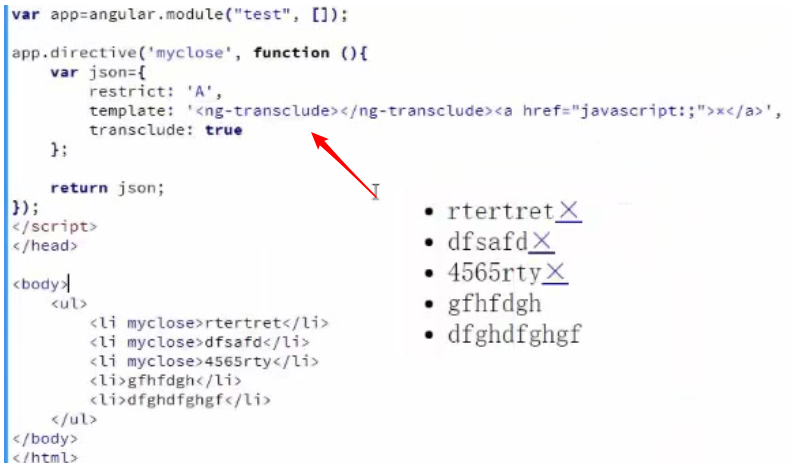 var app=angular.module("test", []);
app.directive('myclose', function (){
var json={
restrict: 'A',
template: '<ng-transclude></ng-transclude><a href="javascript:;">×</a>',
transclude: true
};
return json;
});
</script>
</head>
<body>
<ul>
<li myclose>rtertret</li>
<li myclose>dfsafd</li>
<li myclose>4565rty</li>
<li>gfhfdgh</li>
<li>dfghdfghgf</li>
</ul>
</body>
</html>
• rtertret×
• dfsafd×
• 4565rty×
• gfhfdgh
• dfghdfghgf